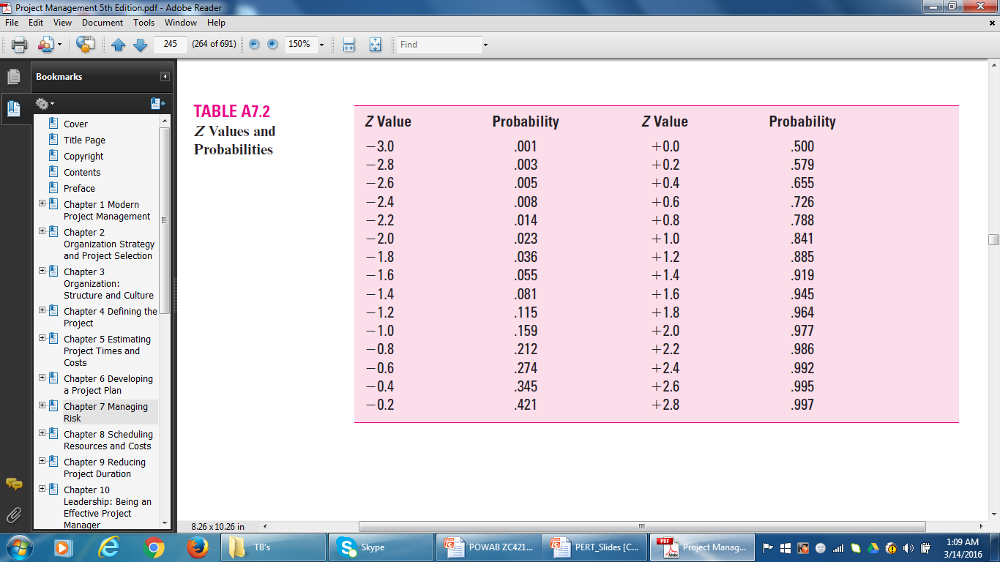 Project Management 5th Edition.pdf - Adobe Reader
File Edit View Document Tools Window Help
245 (264 of 691) 150% Find
Bookmarks
Cover
Title Page
Copyright
Contents
Preface
Chapter 1 Modern
Project Management
Chapter 2
Organization Strategy
and Project Selection
Chapter 3
Organization:
Structure and Culture
Chapter 4 Defining the
Project
Chapter 5 Estimating
Project Times and
Costs
Chapter 6 Developing
a Project Plan
Chapter 7 Managing
Risk
Chapter 8 Scheduling
Resources and Costs
Chapter 9 Reducing
Project Duration
Chapter 10
Leadership: Being an
Effective Project
Manager
TABLE A7.2
Z Values and
Probabilities
Z Value Probability Z Value Probability
−3.0 .001 +0.0 .500
−2.8 .003 +0.2 .579
−2.6 .005 +0.4 .655
−2.4 .008 +0.6 .726
−2.2 .014 +0.8 .788
−2.0 .023 +1.0 .841
−1.8 .036 +1.2 .885
−1.6 .055 +1.4 .919
−1.4 .081 +1.6 .945
−1.2 .115 +1.8 .964
−1.0 .159 +2.0 .977
−0.8 .212 +2.2 .986
−0.6 .274 +2.4 .992
−0.4 .345 +2.6 .995
−0.2 .421 +2.8 .997
8.26 x 10.26 in
TB's Skype POWAB ZC421... PERT_Slides [C... Project Manag...
1:09 AM
3/14/2016